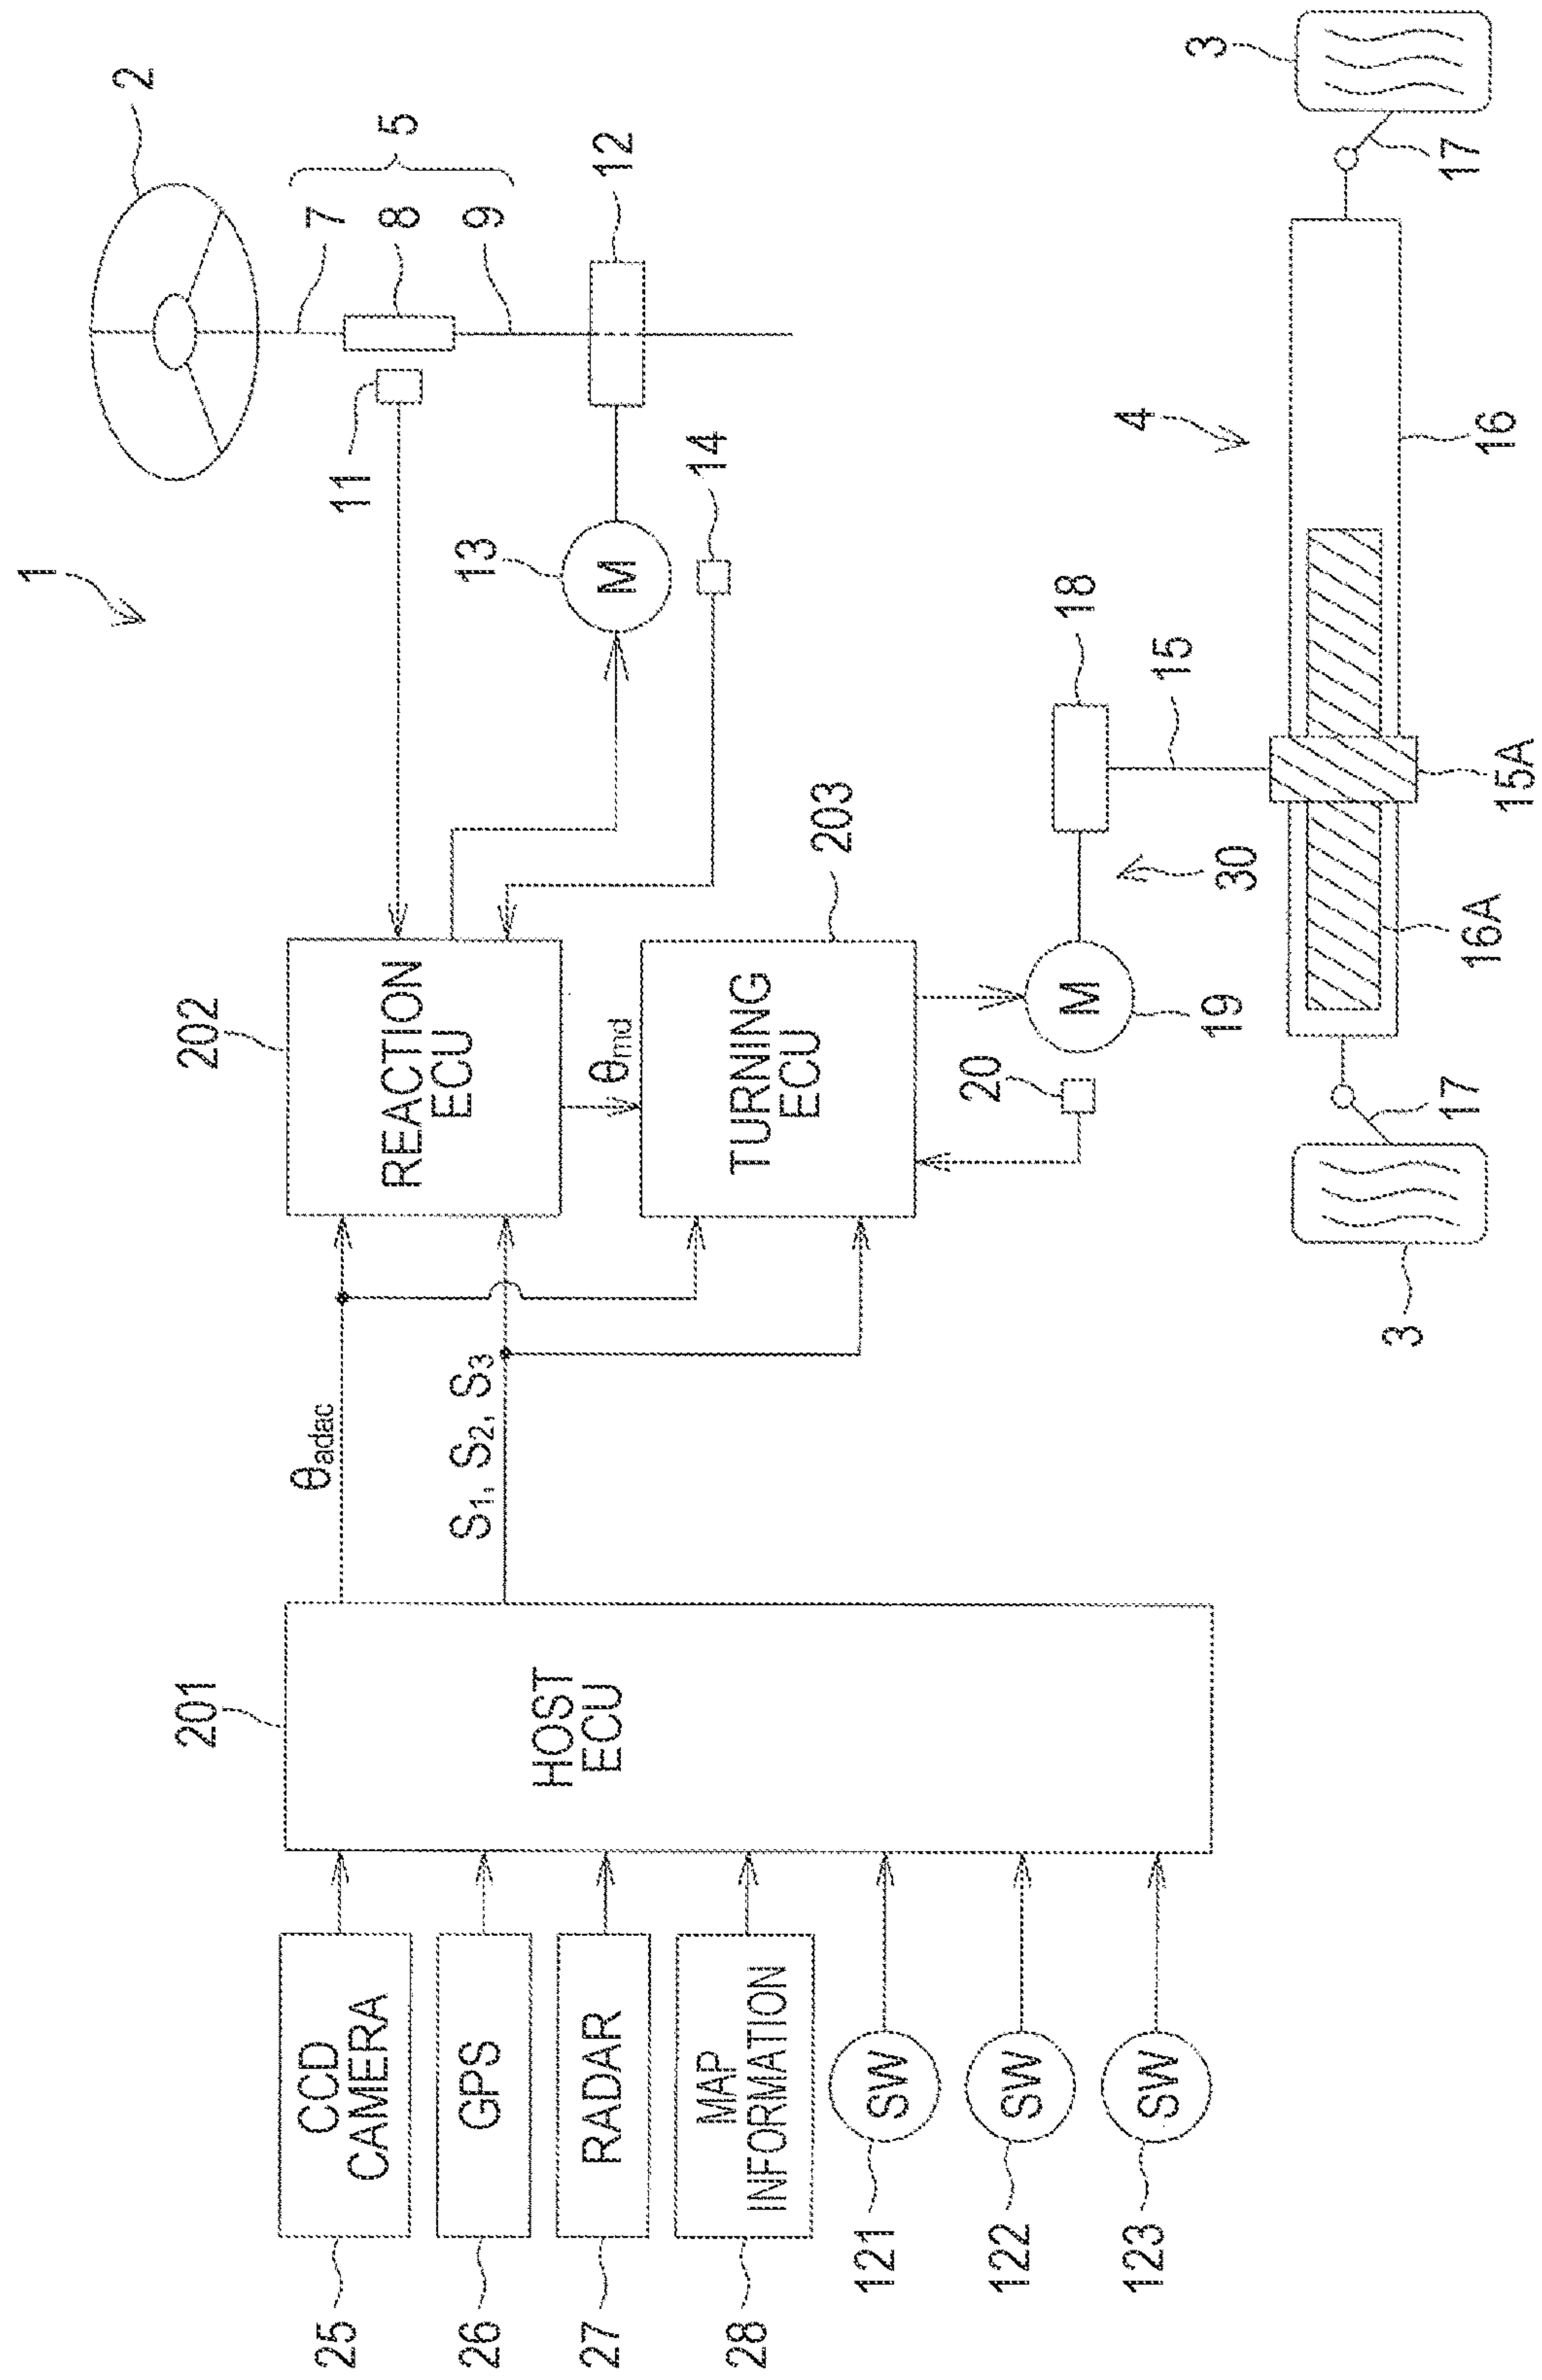 1
2
5
7
8
9
11
12
13
M
14
202
REACTION
ECU
θmd
203
TURNING
ECU
18
15
30
M
19
20
4
3
17
16
15A
16A
17
3
θadac
S1, S2, S3
201
HOST
ECU
CCD
CAMERA
25
GPS
26
RADAR
27
MAP
INFORMATION
28
SW
121
SW
122
SW
123